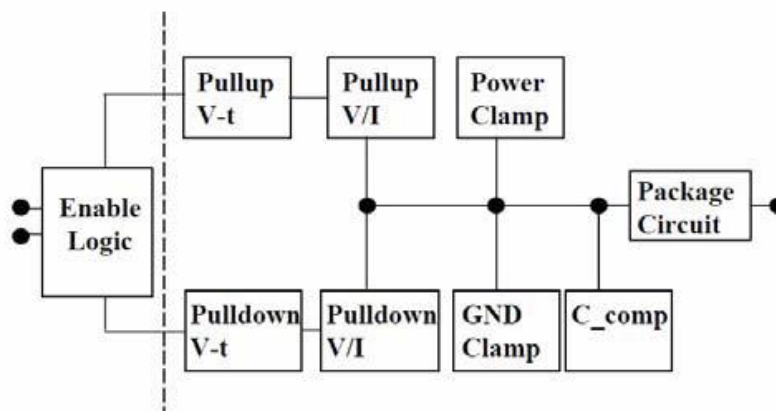 Pullup
V-t
Pullup
V/I
Power
Clamp
Enable
Logic
Package
Circuit
Pulldown
V-t
Pulldown
V/I
GND
Clamp
C_comp